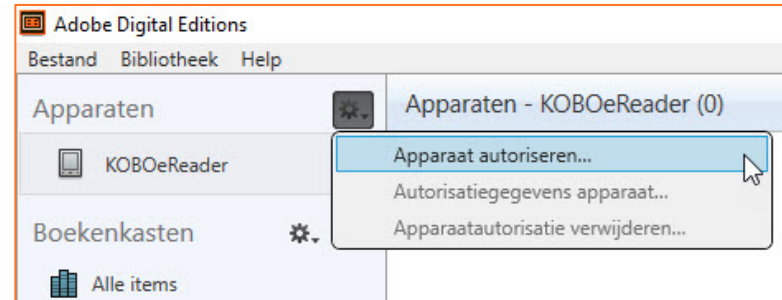 Adobe Digital Editions
Bestand Bibliotheek Help
Apparaten
Apparaten - KOBOeReader (0)
KOBOeReader
Apparaat autoriseren...
Autorisatiegegevens apparaat...
Apparaatautorisatie verwijderen...
Boekenkasten
Alle items